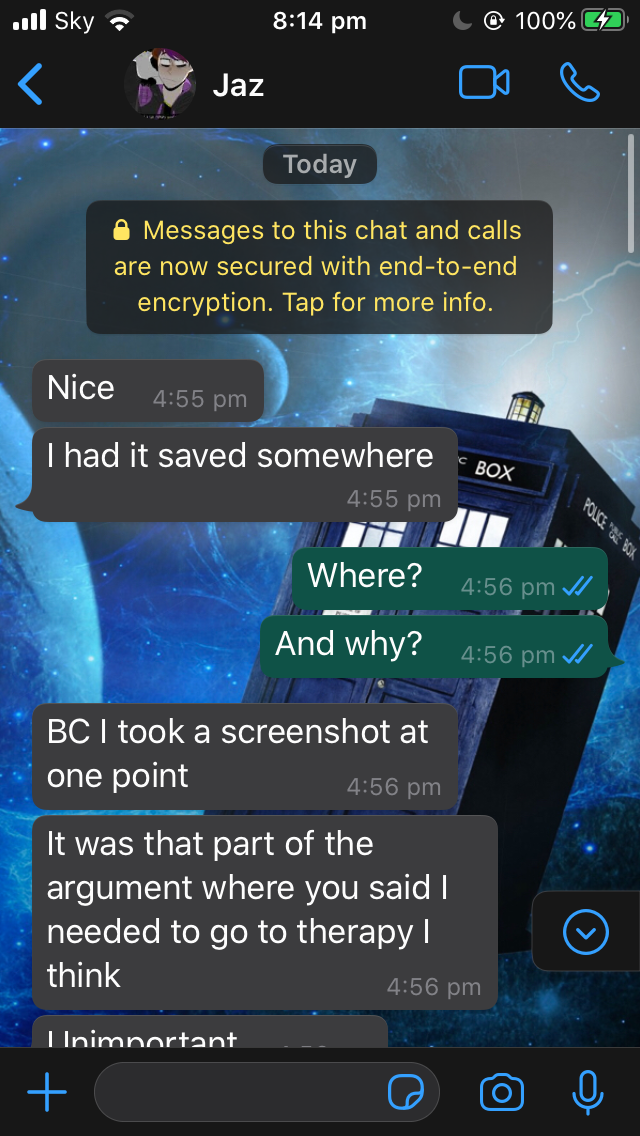 Sky 8:14 pm 100%
Jaz
Today
Messages to this chat and calls
are now secured with end-to-end
encryption. Tap for more info.
Nice 4:55 pm
I had it saved somewhere
4:55 pm
BOX
POLICE PUBLIC BOX
Where? 4:56 pm
And why? 4:56 pm
BC I took a screenshot at
one point 4:56 pm
It was that part of the
argument where you said I
needed to go to therapy I
think 4:56 pm
Unimportant